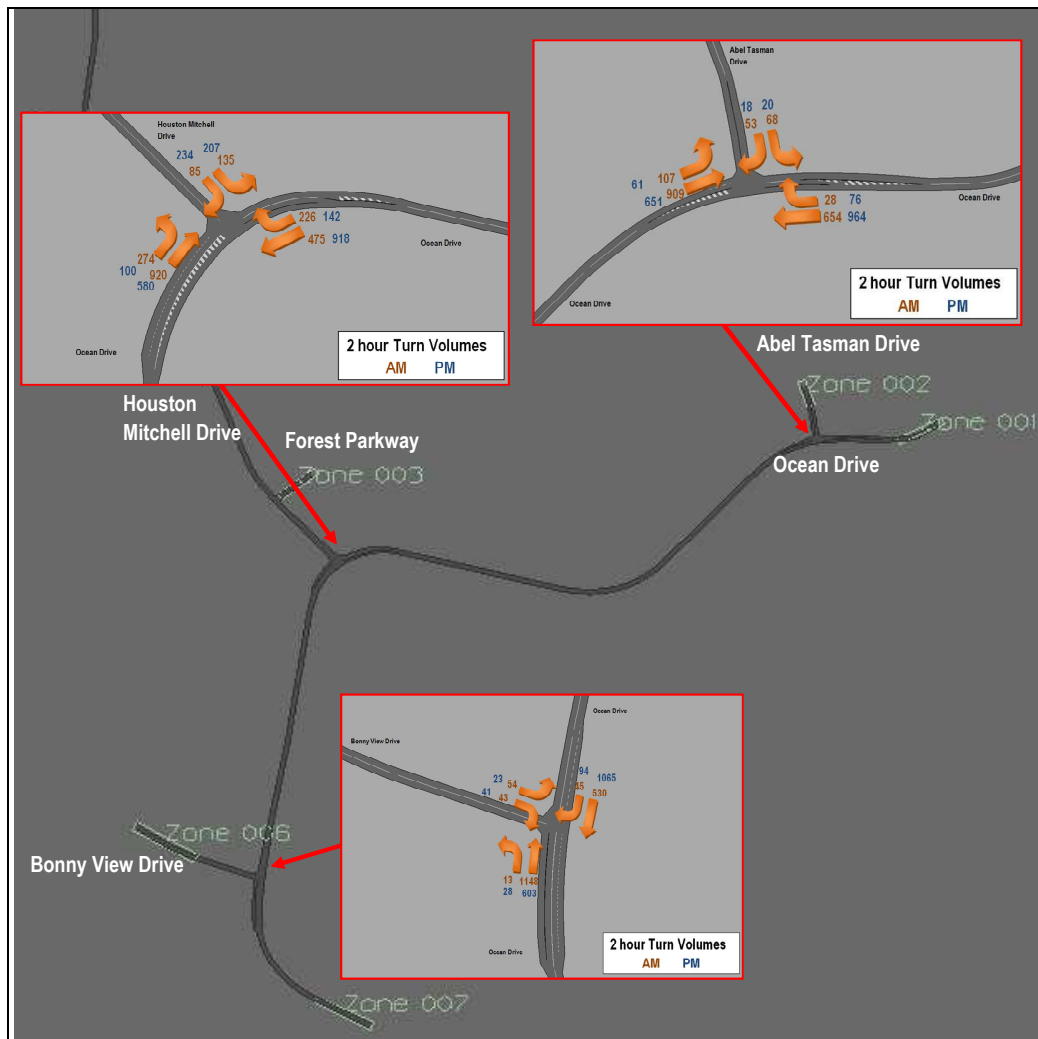 Abel Tasman
Drive
18 20
53 68
107
909
61
651
28 76
654 964
Ocean Drive
Ocean Drive
2 hour Turn Volumes
AM PM
Houston Mitchell
Drive
234 207
85 135
226 142
475 918
274
920
100
580
Ocean Drive
Ocean Drive
2 hour Turn Volumes
AM PM
Abel Tasman Drive
Zone 002
Zone 001
Ocean Drive
Houston
Mitchell Drive
Forest Parkway
Zone 003
Ocean Drive
Bonny View Drive
23 54
41 43
94 1065
45 530
13 1148
28 603
Ocean Drive
2 hour Turn Volumes
AM PM
Zone 006
Bonny View Drive
Zone 007